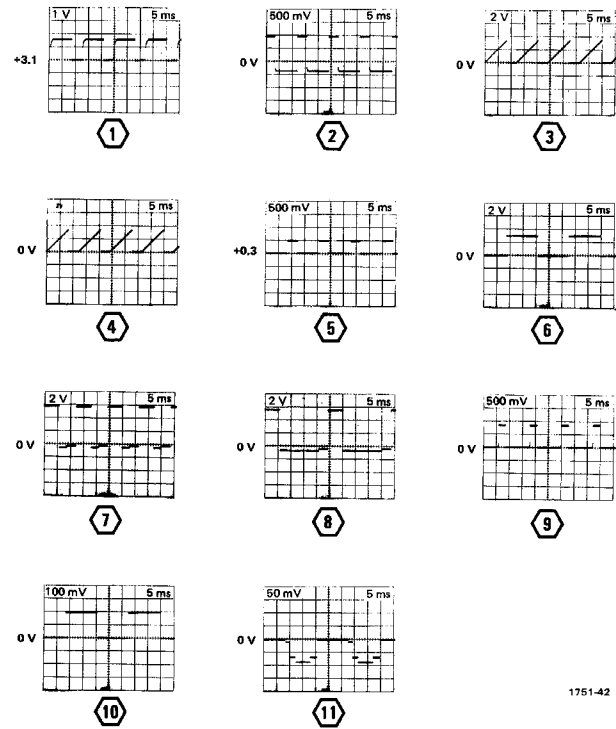 1 V 5 ms
+3.1
1
500 mV 5 ms
0 V
2
2 V 5 ms
0 V
3
5 ms
0 V
4
500 mV 5 ms
+0.3
5
2 V 5 ms
0 V
6
2 V 5 ms
0 V
7
2 V 5 ms
0 V
8
500 mV 5 ms
0 V
9
100 mV 5 ms
0 V
10
50 mV 5 ms
0 V
11
1751-42